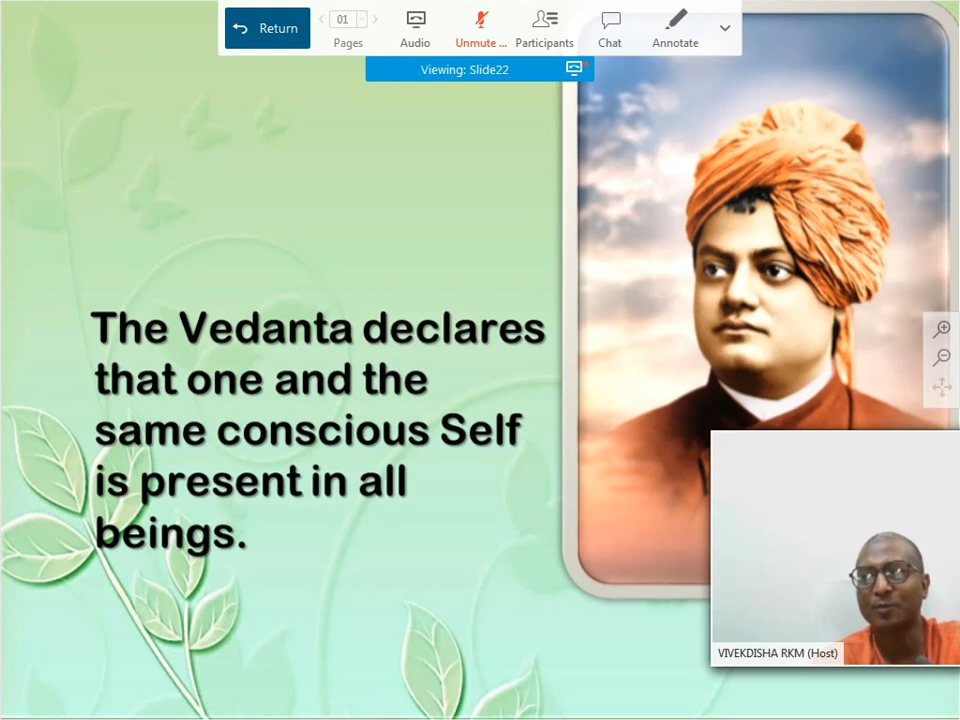 Return
01
Pages
Audio
Unmute ...
Participants
Chat
Annotate
Viewing: Slide22
The Vedanta declares
that one and the
same conscious Self
is present in all
beings.
VIVEKDISHA RKM (Host)